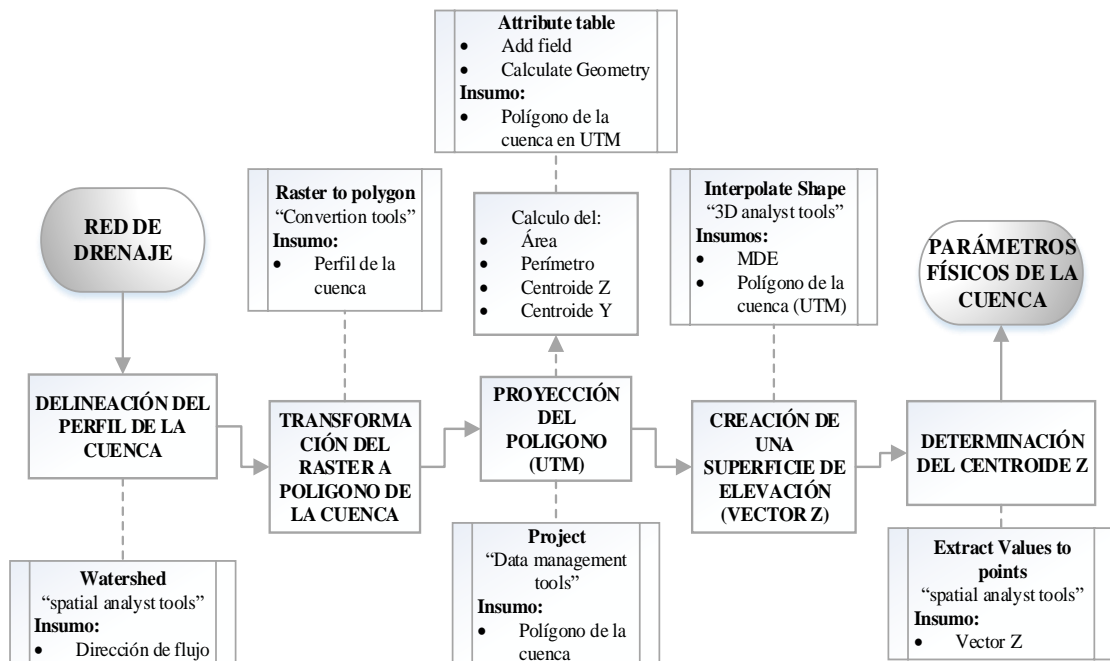 Attribute table
• Add field
• Calculate Geometry
Insumo:
• Polígono de la
cuenca en UTM
RED DE
DRENAJE
Raster to polygon
“Convertion tools”
Insumo:
• Perfil de la
cuenca
Calculo del:
• Área
• Perímetro
• Centroide Z
• Centroide Y
Interpolate Shape
“3D analyst tools”
Insumos:
• MDE
• Polígono de la
cuenca (UTM)
PARÁMETROS
FÍSICOS DE LA
CUENCA
DELINEACIÓN DEL
PERFIL DE LA
CUENCA
TRANSFORMA
CIÓN DEL
RASTER A
POLIGONO DE
LA CUENCA
PROYECCIÓN
DEL
POLIGONO
(UTM)
CREACIÓN DE
UNA
SUPERFICIE DE
ELEVACIÓN
(VECTOR Z)
DETERMINACIÓN
DEL CENTROIDE Z
Watershed
“spatial analyst tools”
Insumo:
• Dirección de flujo
Project
“Data management
tools”
Insumo:
• Polígono de la
cuenca
Extract Values to
points
“spatial analyst tools”
Insumo:
• Vector Z